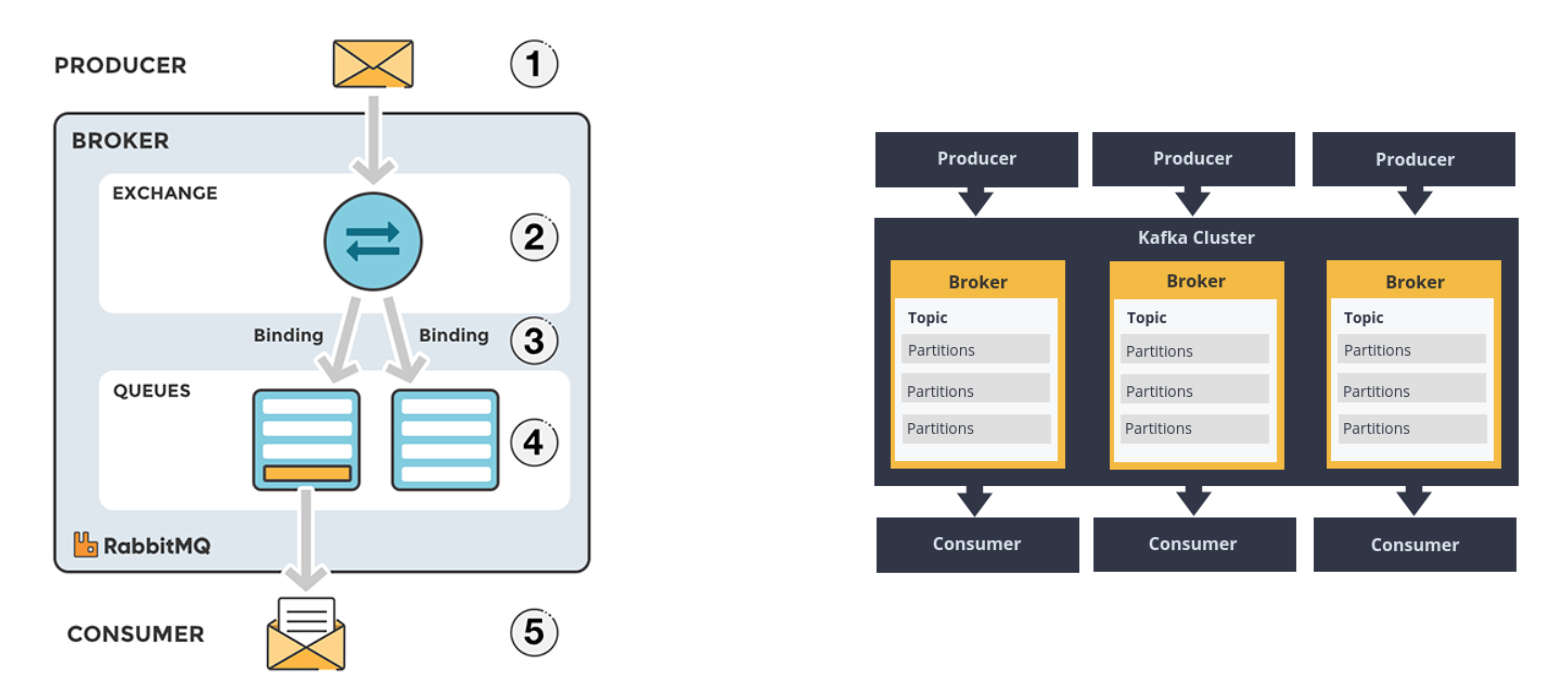 PRODUCER
1
BROKER
EXCHANGE
2
Binding
Binding
3
QUEUES
4
RabbitMQ
CONSUMER
5
Producer
Producer
Producer
Kafka Cluster
Broker
Broker
Broker
Topic
Topic
Topic
Partitions
Partitions
Partitions
Partitions
Partitions
Partitions
Partitions
Partitions
Partitions
Consumer
Consumer
Consumer